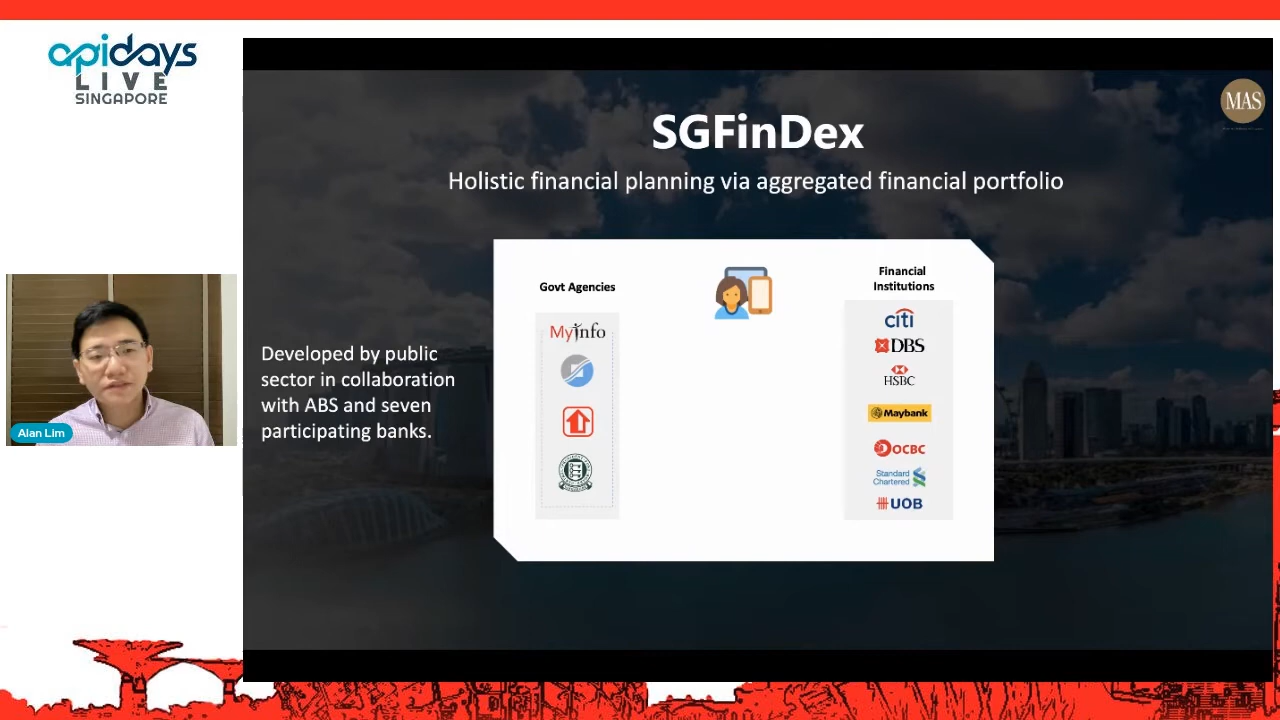 apidays
LIVE
SINGAPORE
MAS
SGFinDex
Holistic financial planning via aggregated financial portfolio
Govt Agencies
MyInfo
Financial
Institutions
citi
DBS
HSBC
Maybank
OCBC
Standard
Chartered
UOB
Developed by public
sector in collaboration
with ABS and seven
participating banks.
Alan Lim